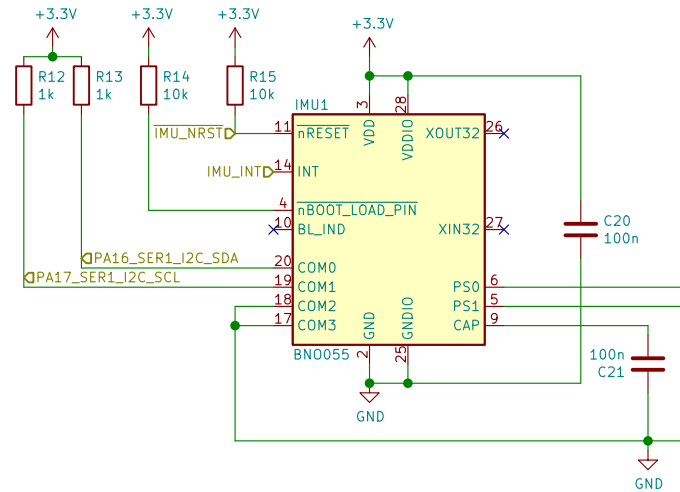 +3.3V
+3.3V
+3.3V
+3.3V
R12
1k
R13
1k
R14
10k
R15
10k
IMU1
3
VDD
28
VDDIO
IMU_NRST
11
nRESET
XOUT32
26
IMU_INT
14
INT
4
nBOOT_LOAD_PIN
10
BL_IND
XIN32
27
C20
100n
PA16_SER1_I2C_SDA
20
COM0
PA17_SER1_I2C_SCL
19
COM1
PS0
6
18
COM2
PS1
5
17
COM3
CAP
9
GND
2
GNDIO
25
BNO055
100n
C21
GND
GND